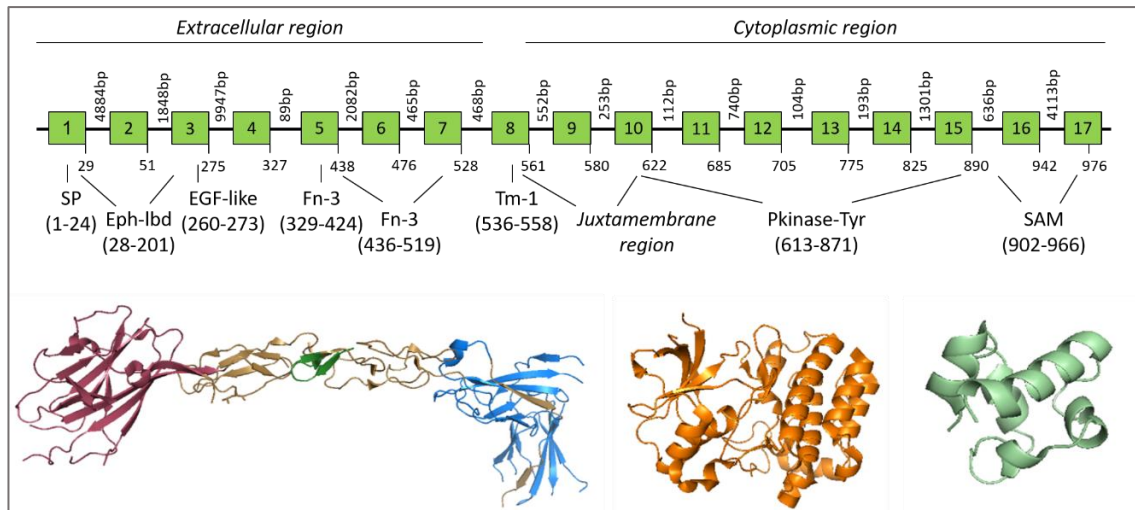 Extracellular region
Cytoplasmic region
4884bp 1848bp 9947bp 89bp 2082bp 465bp 468bp 552bp 253bp 112bp 740bp 104bp 193bp 1301bp 636bp 4113bp
1 2 3 4 5 6 7 8 9 10 11 12 13 14 15 16 17
29 51 275 327 438 476 528 561 580 622 685 705 775 825 890 942 976
SP
(1-24)
Eph-lbd
(28-201)
EGF-like
(260-273)
Fn-3
(329-424)
Fn-3
(436-519)
Tm-1
(536-558)
Juxtamembrane
region
Pkinase-Tyr
(613-871)
SAM
(902-966)